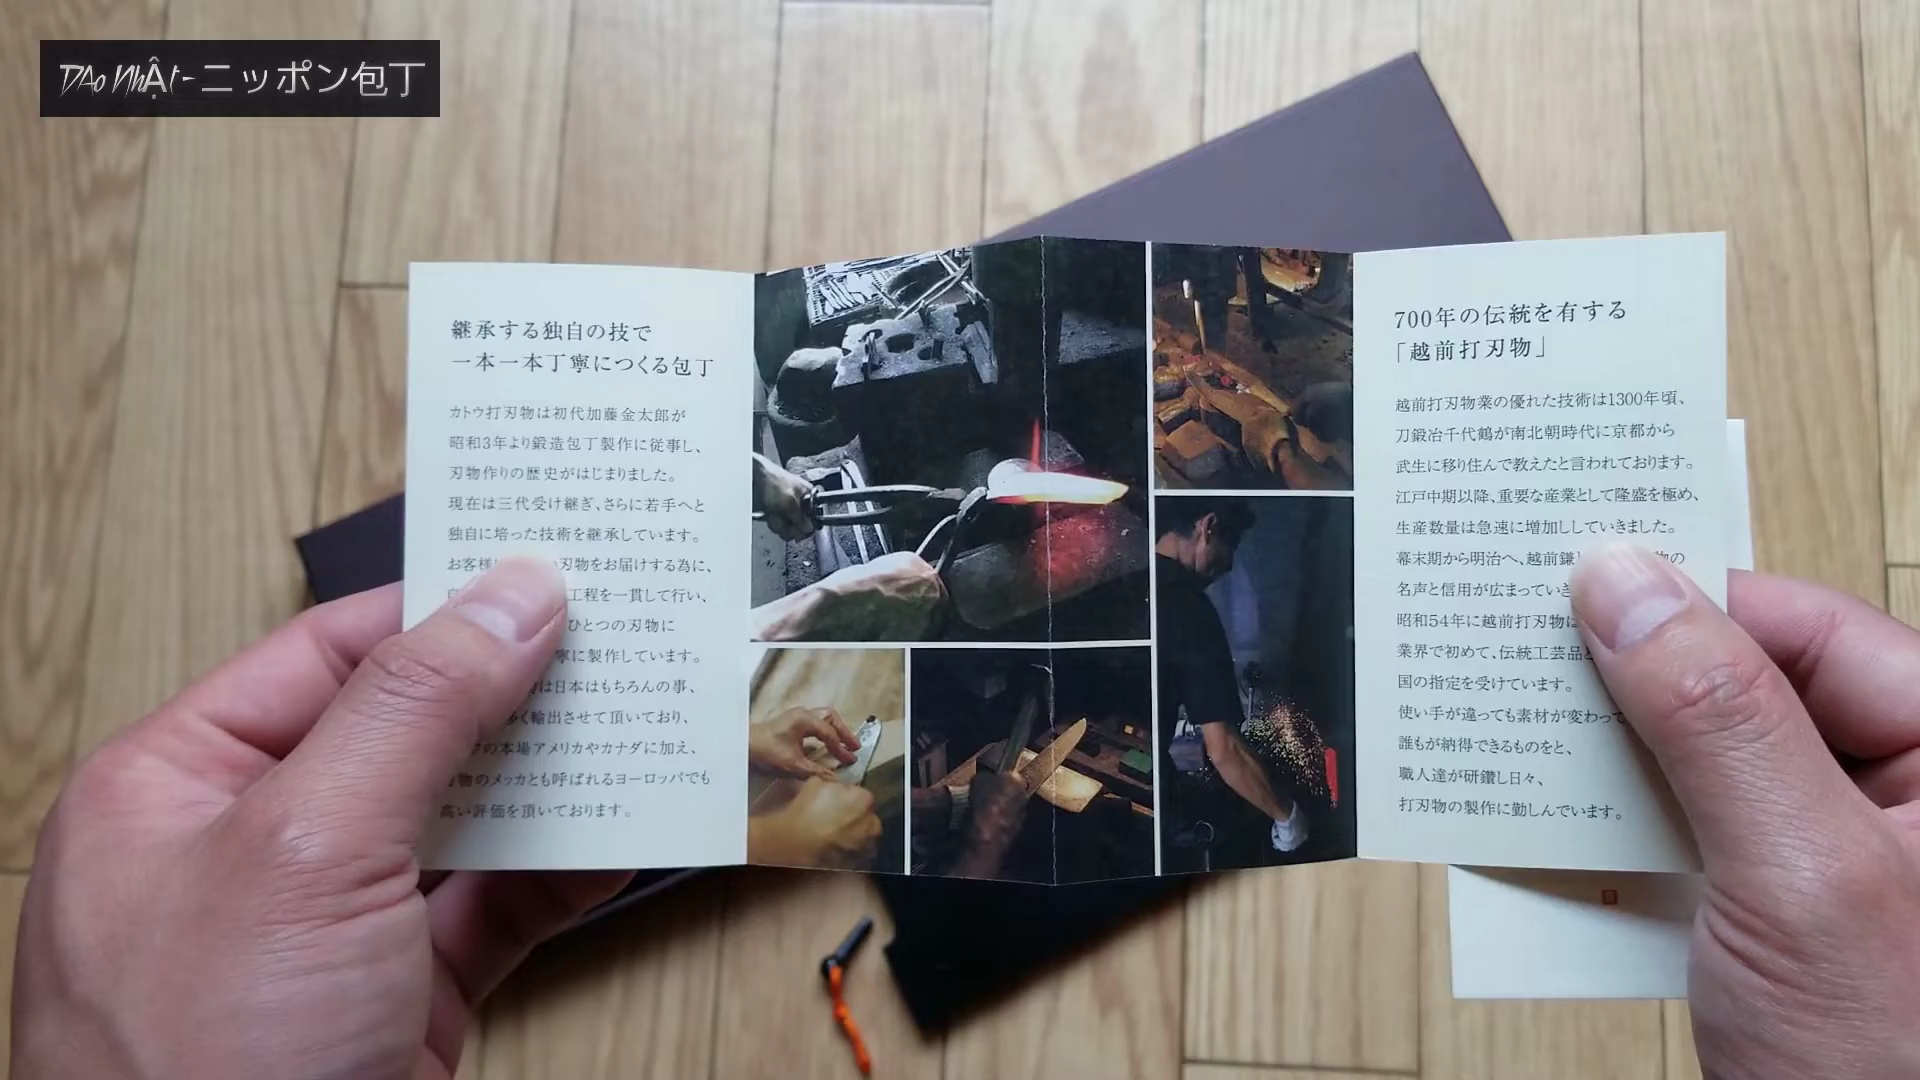 DAo NhẬt - ニッポン包丁
継承する独自の技で
一本一本丁寧につくる包丁
カトウ打刃物は初代加藤金太郎が
昭和3年より鍛造包丁製作に従事し、
刃物作りの歴史がはじまりました。
現在は三代受け継ぎ、さらに若手へと
独自に培った技術を継承しています。
お客様 刃物をお届けする為に、
工程を一貫して行い、
ひとつの刃物に
寧に製作しています。
は日本はもちろんの事、
多く輸出させて頂いており、
の本場アメリカやカナダに加え、
物のメッカとも呼ばれるヨーロッパでも
高い評価を頂いております。
700年の伝統を有する
「越前打刃物」
越前打刃物業の優れた技術は1300年頃、
刀鍛冶千代鶴が南北朝時代に京都から
武生に移り住んで教えたと言われております。
江戸中期以降、重要な産業として隆盛を極め、
生産数量は急速に増加ししていきました。
幕末期から明治へ、越前鎌 物の
名声と信用が広まっていき
昭和54年に越前打刃物は
業界で初めて、伝統工芸品と
国の指定を受けています。
使い手が違っても素材が変わって
誰もが納得できるものをと、
職人達が研鑽し日々、
打刃物の製作に勤しんでいます。